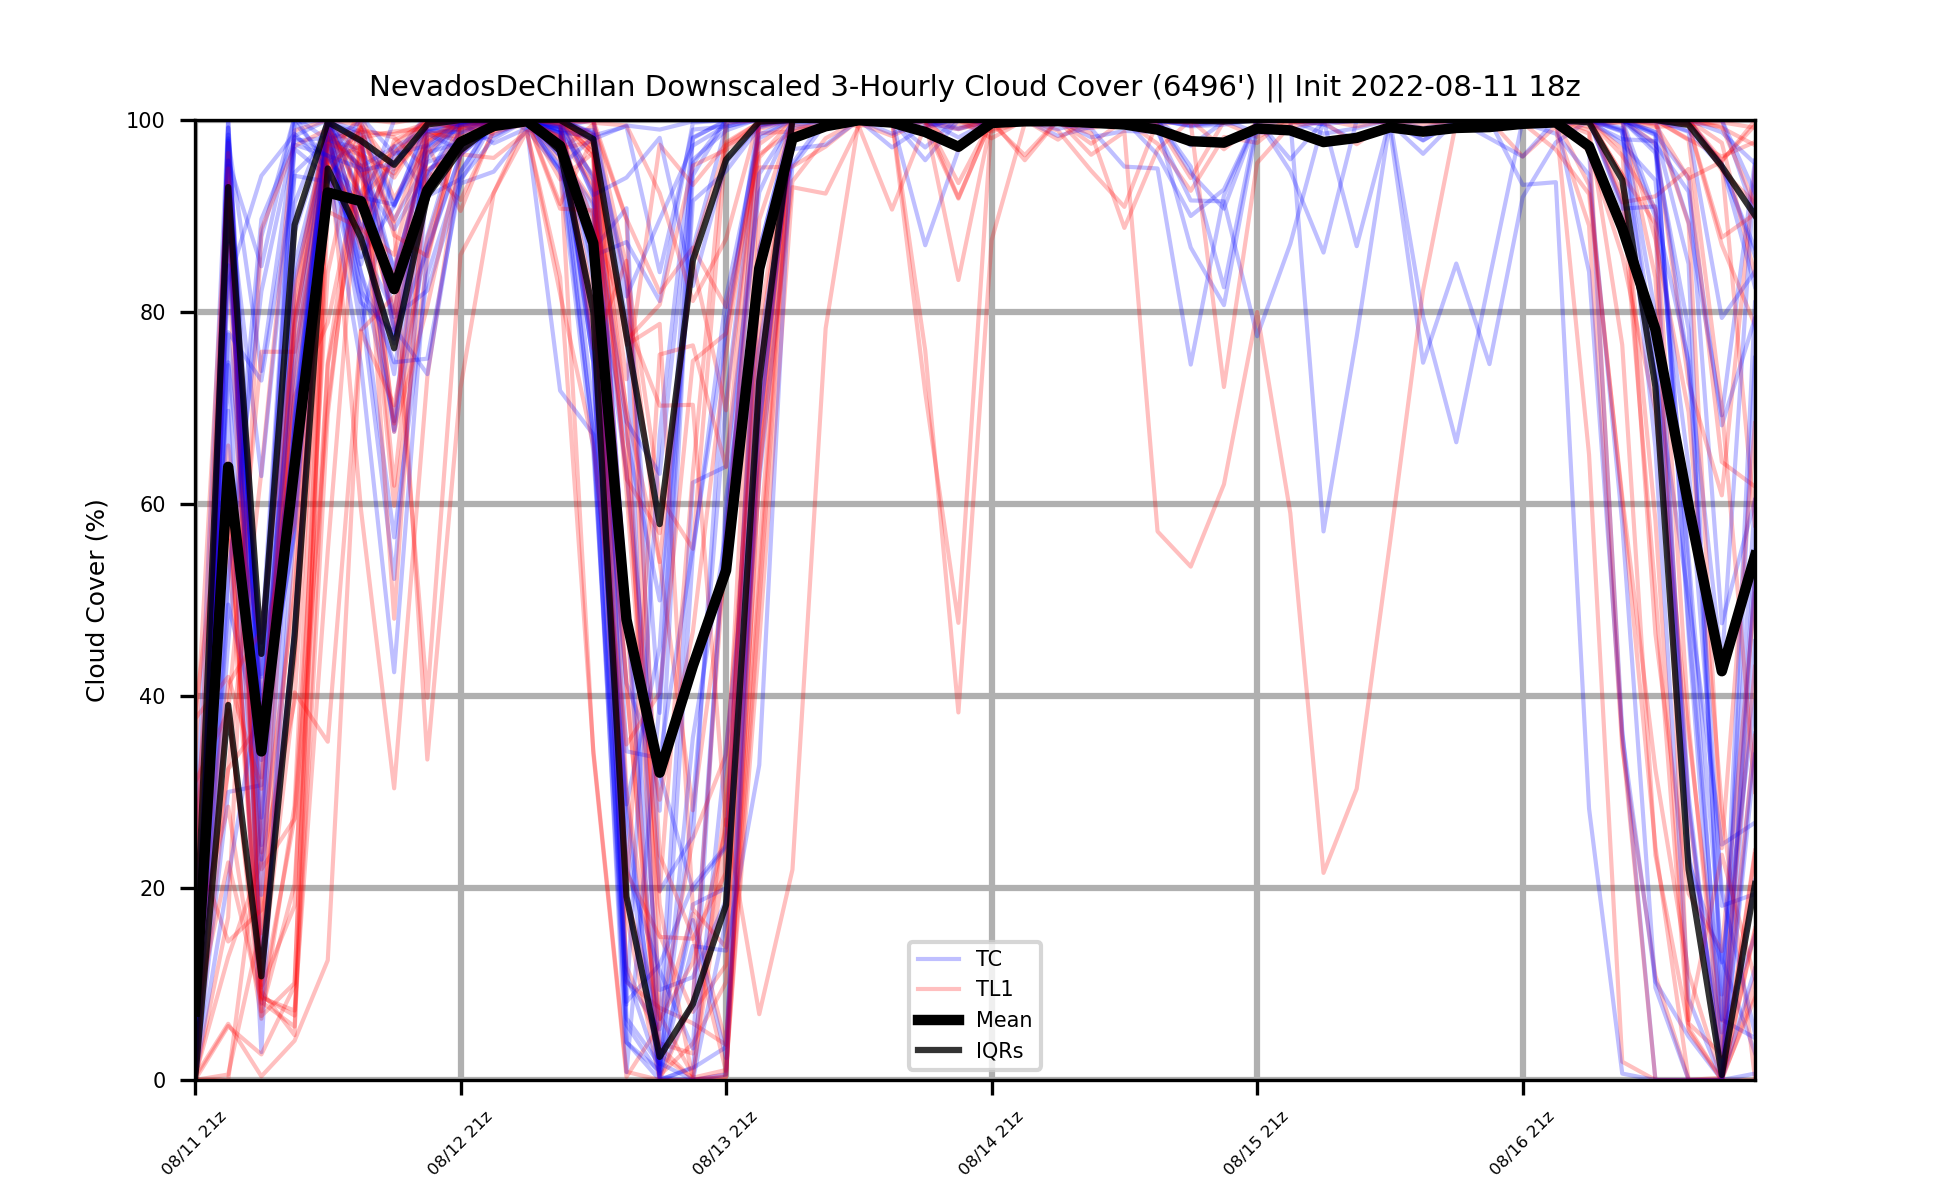 NevadosDeChillan Downscaled 3-Hourly Cloud Cover (6496') || Init 2022-08-11 18z
Cloud Cover (%)
100
80
60
40
20
0
TC
TL1
Mean
IQRs
08/11 21z
08/12 21z
08/13 21z
08/14 21z
08/15 21z
08/16 21z